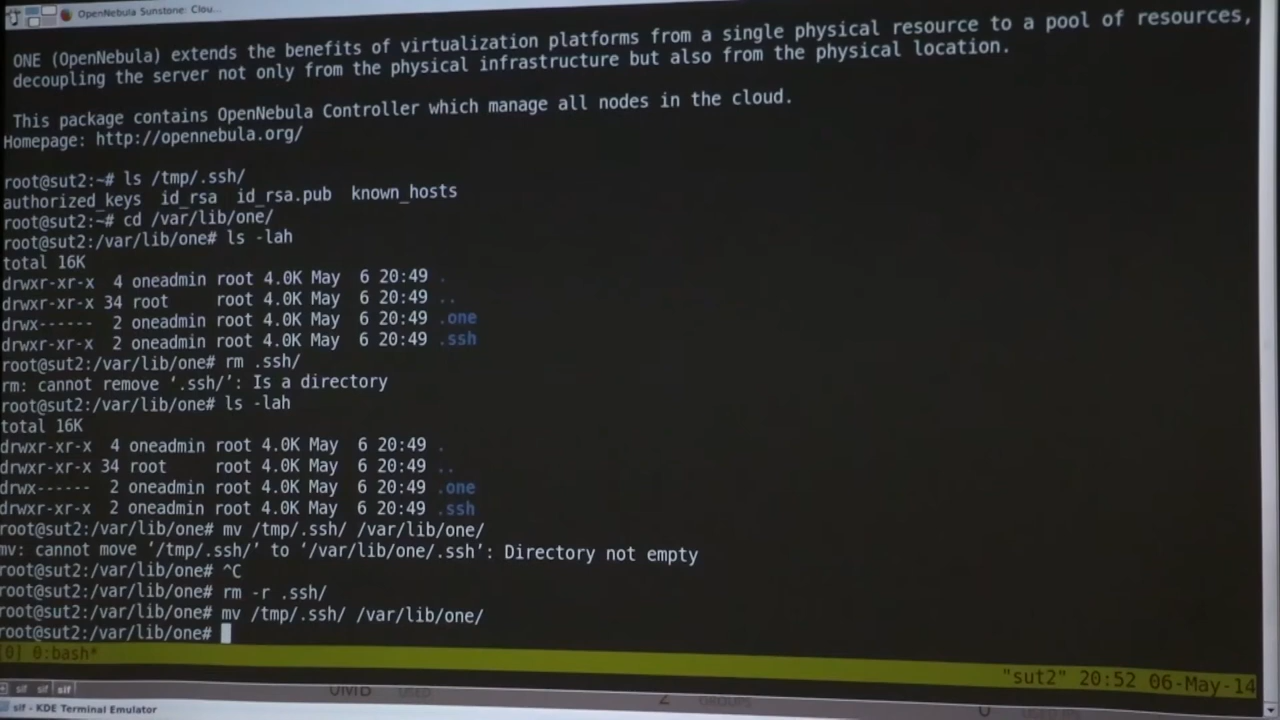 OpenNebula Sunstone: Clou...
ONE (OpenNebula) extends the benefits of virtualization platforms from a single physical resource to a pool of resources,
decoupling the server not only from the physical infrastructure but also from the physical location.
This package contains OpenNebula Controller which manage all nodes in the cloud.
Homepage: http://opennebula.org/
root@sut2:~# ls /tmp/.ssh/
authorized_keys id_rsa id_rsa.pub known_hosts
root@sut2:~# cd /var/lib/one/
root@sut2:/var/lib/one# ls -lah
total 16K
drwxr-xr-x 4 oneadmin root 4.0K May 6 20:49 .
drwxr-xr-x 34 root root 4.0K May 6 20:49 ..
drwx------ 2 oneadmin root 4.0K May 6 20:49 .one
drwxr-xr-x 2 oneadmin root 4.0K May 6 20:49 .ssh
root@sut2:/var/lib/one# rm .ssh/
rm: cannot remove ‘.ssh/’: Is a directory
root@sut2:/var/lib/one# ls -lah
total 16K
drwxr-xr-x 4 oneadmin root 4.0K May 6 20:49 .
drwxr-xr-x 34 root root 4.0K May 6 20:49 ..
drwx------ 2 oneadmin root 4.0K May 6 20:49 .one
drwxr-xr-x 2 oneadmin root 4.0K May 6 20:49 .ssh
root@sut2:/var/lib/one# mv /tmp/.ssh/ /var/lib/one/
mv: cannot move ‘/tmp/.ssh/’ to ‘/var/lib/one/.ssh’: Directory not empty
root@sut2:/var/lib/one# ^C
root@sut2:/var/lib/one# rm -r .ssh/
root@sut2:/var/lib/one# mv /tmp/.ssh/ /var/lib/one/
root@sut2:/var/lib/one#
[0] 0:bash*
"sut2" 20:52 06-May-14
sif sif sif
USED
GROUPS
sif - KDE Terminal Emulator